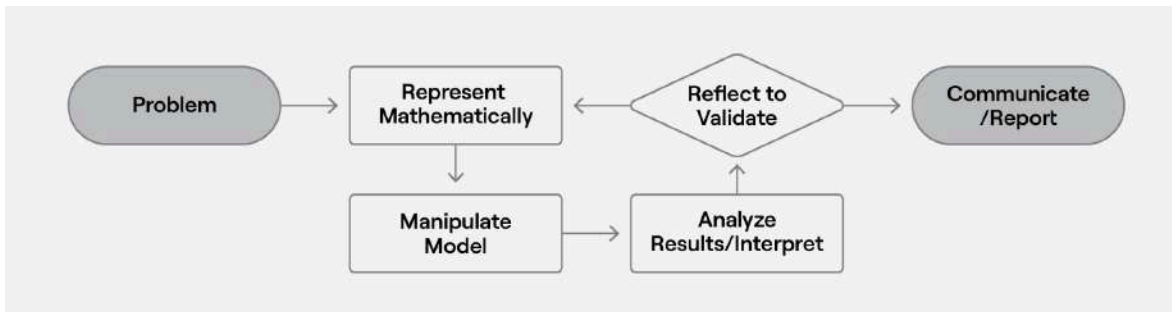 Problem
Represent
Mathematically
Manipulate
Model
Analyze
Results/Interpret
Reflect to
Validate
Communicate
/Report